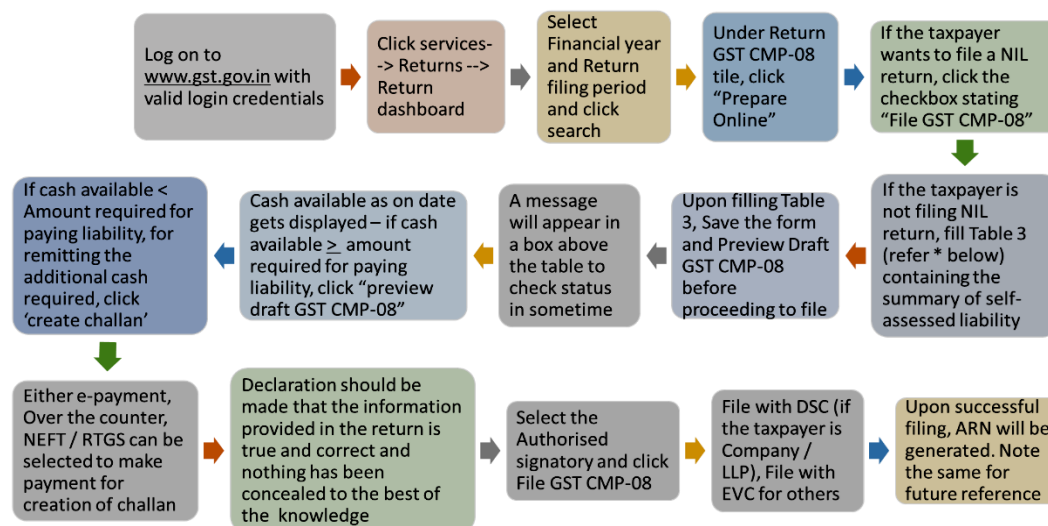 Log on to
www.gst.gov.in with
valid login credentials
Click services-
-> Returns -->
Return
dashboard
Select
Financial year
and Return
filing period
and click
search
Under Return
GST CMP-08
tile, click
“Prepare
Online”
If the taxpayer
wants to file a NIL
return, click the
checkbox stating
“File GST CMP-08”
If the taxpayer is
not filing NIL
return, fill Table 3
(refer * below)
containing the
summary of self-
assessed liability
Upon filling Table
3, Save the form
and Preview Draft
GST CMP-08
before
proceeding to file
A message
will appear in
a box above
the table to
check status
in sometime
Cash available as on date
gets displayed – if cash
available > amount
required for paying
liability, click “preview
draft GST CMP-08”
If cash available <
Amount required for
paying liability, for
remitting the
additional cash
required, click
‘create challan’
Either e-payment,
Over the counter,
NEFT / RTGS can be
selected to make
payment for
creation of challan
Declaration should be
made that the information
provided in the return is
true and correct and
nothing has been
concealed to the best of
the knowledge
Select the
Authorised
signatory and click
File GST CMP-08
File with DSC (if
the taxpayer is
Company /
LLP), File with
EVC for others
Upon successful
filing, ARN will be
generated. Note
the same for
future reference